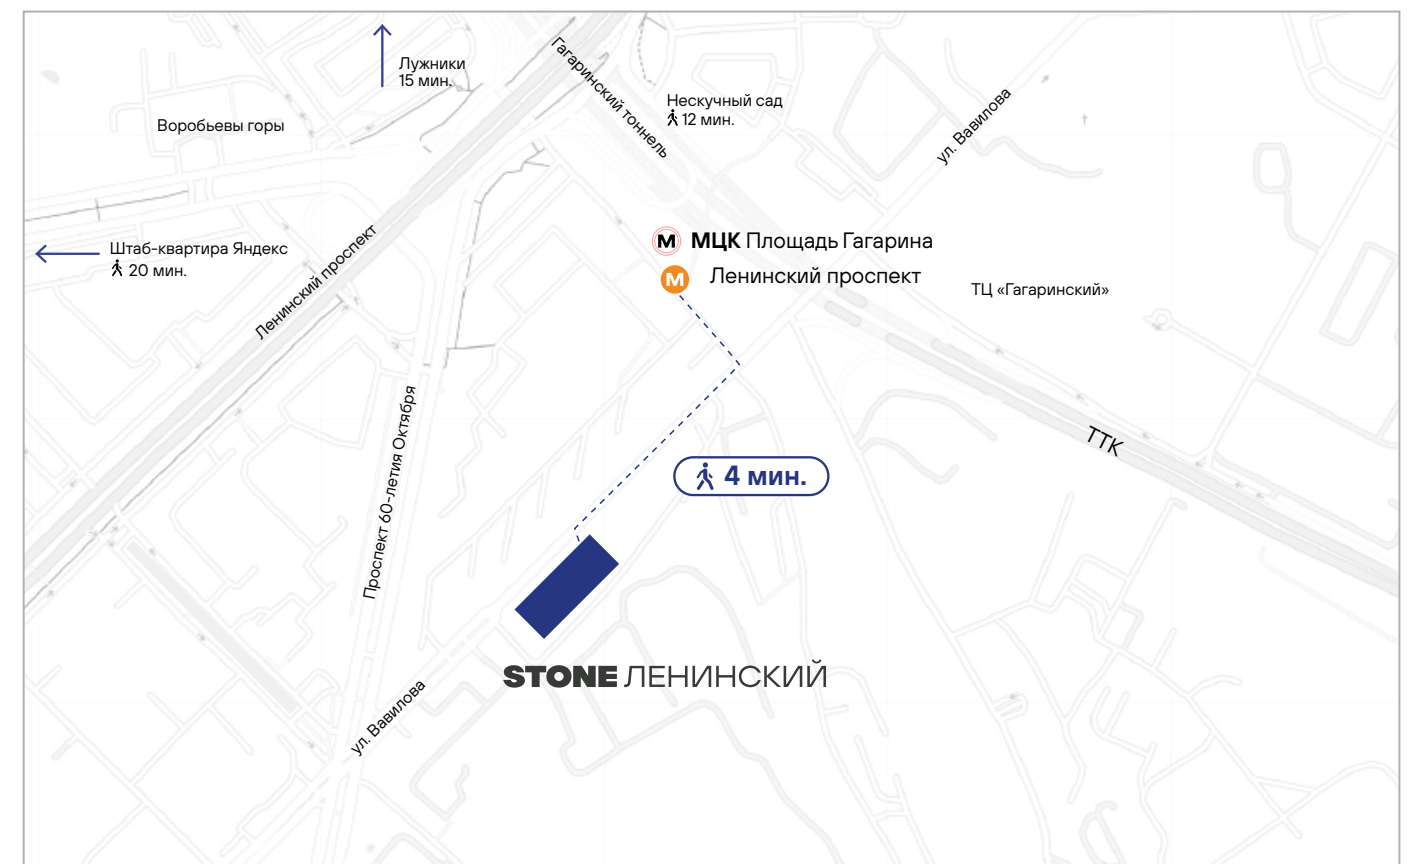 Лужники
15 мин.
Гагаринский тоннель
Нескучный сад
12 мин.
ул. Вавилова
Воробьевы горы
Штаб-квартира Яндекс
20 мин.
Ленинский проспект
М МЦК Площадь Гагарина
М Ленинский проспект
ТЦ «Гагаринский»
Проспект 60-летия Октября
ТТК
4 мин.
STONE ЛЕНИНСКИЙ
ул. Вавилова